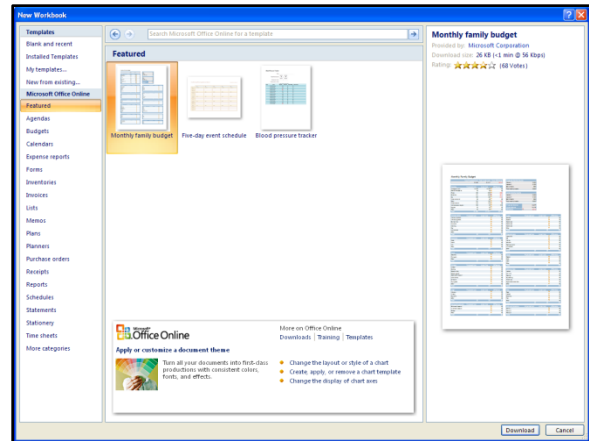 New Workbook
Templates
Blank and recent
Installed Templates
My templates...
New from existing...
Microsoft Office Online
Featured
Agendas
Budgets
Calendars
Expense reports
Forms
Inventories
Invoices
Lists
Memos
Plans
Planners
Purchase orders
Receipts
Reports
Schedules
Statements
Stationery
Time sheets
More categories
Search Microsoft Office Online for a template
Featured
Monthly family budget
Five-day event schedule
Blood pressure tracker
Microsoft
Office Online
Apply or customize a document theme
Turn all your documents into first-class
productions with consistent colors,
fonts, and effects.
More on Office Online
Downloads | Training | Templates
Change the layout or style of a chart
Create, apply, or remove a chart template
Change the display of chart axes
Monthly family budget
Provided by: Microsoft Corporation
Download size: 26 KB (<1 min @ 56 Kbps)
Rating: (68 Votes)
Download
Cancel